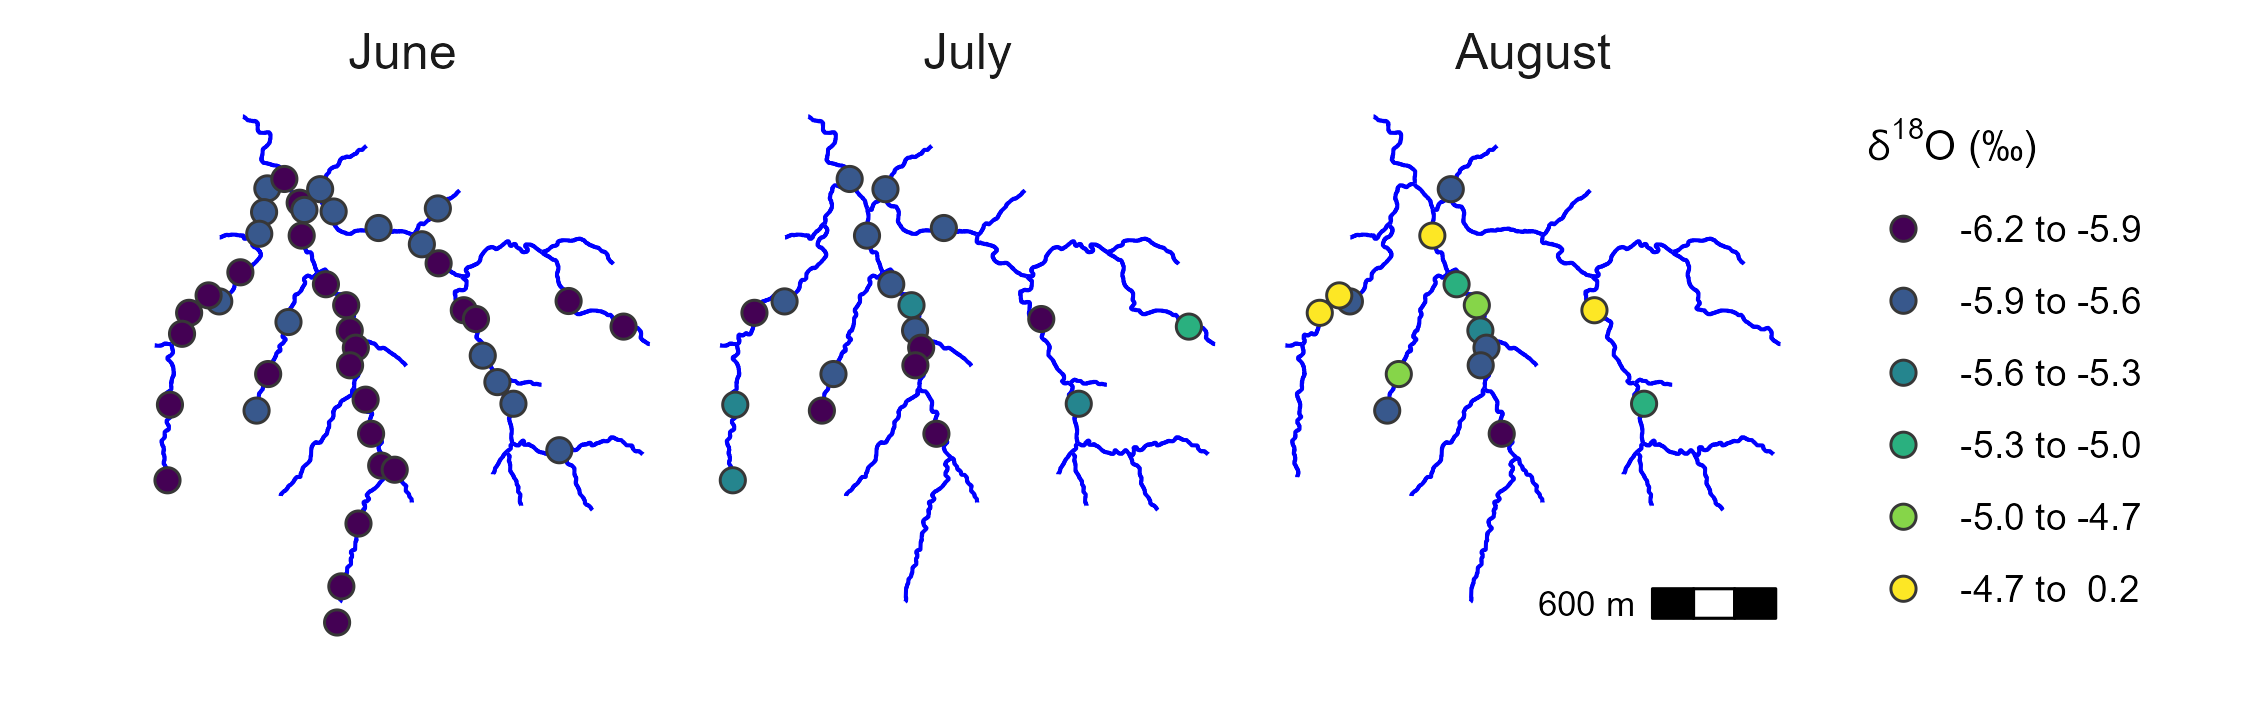 June
July
August
δ18O (‰)
-6.2 to -5.9
-5.9 to -5.6
-5.6 to -5.3
-5.3 to -5.0
-5.0 to -4.7
-4.7 to  0.2
600 m